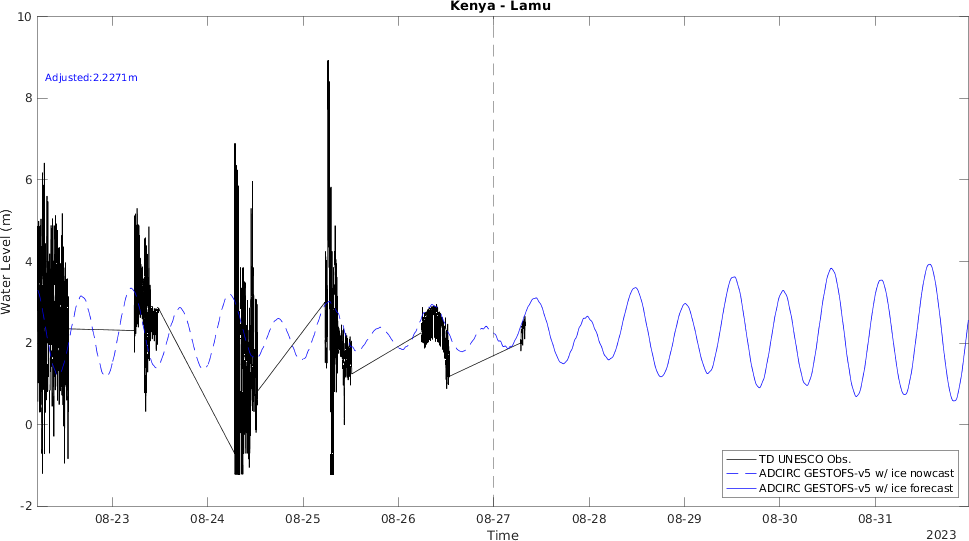 Kenya - Lamu
10
8
6
4
2
0
-2
Water Level (m)
Adjusted:2.2271m
TD UNESCO Obs.
ADCIRC GESTOFS-v5 w/ ice nowcast
ADCIRC GESTOFS-v5 w/ ice forecast
08-23 08-24 08-25 08-26 08-27 08-28 08-29 08-30 08-31
Time
2023